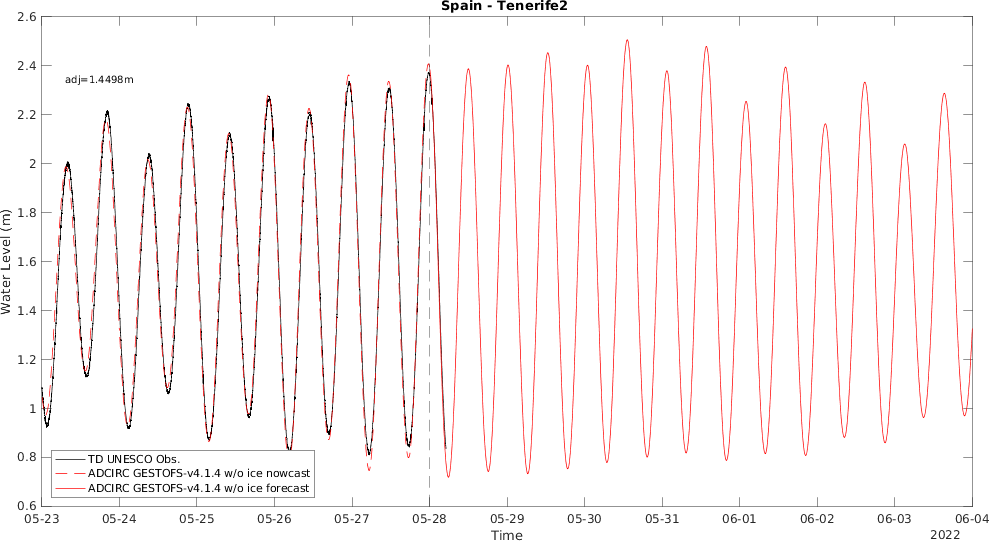 Spain - Tenerife2
2.6
2.4
adj=1.4498m
2.2
2
1.8
1.6
Water Level (m)
1.4
1.2
1
0.8
0.6
TD UNESCO Obs.
ADCIRC GESTOFS-v4.1.4 w/o ice nowcast
ADCIRC GESTOFS-v4.1.4 w/o ice forecast
05-23 05-24 05-25 05-26 05-27 05-28 05-29 05-30 05-31 06-01 06-02 06-03 06-04
Time
2022